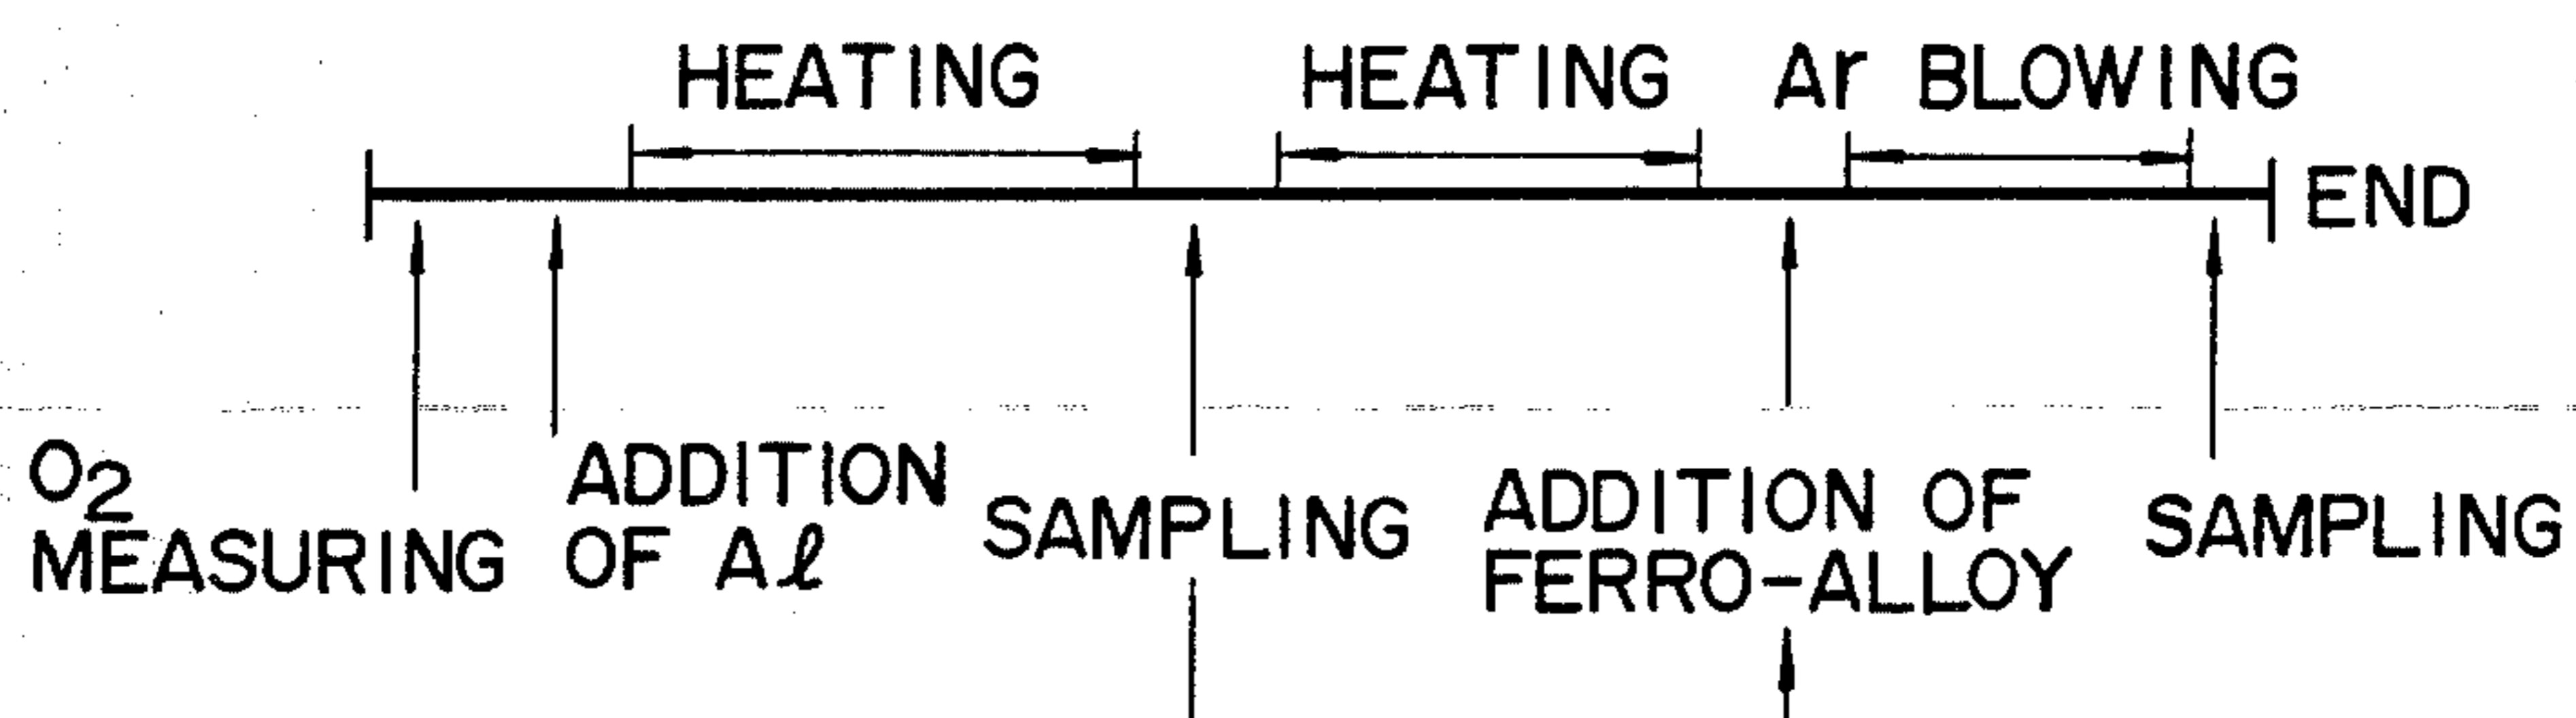 HEATING
HEATING
Ar BLOWING
END
O2
MEASURING
ADDITION
OF Aℓ
SAMPLING
ADDITION OF
FERRO-ALLOY
SAMPLING